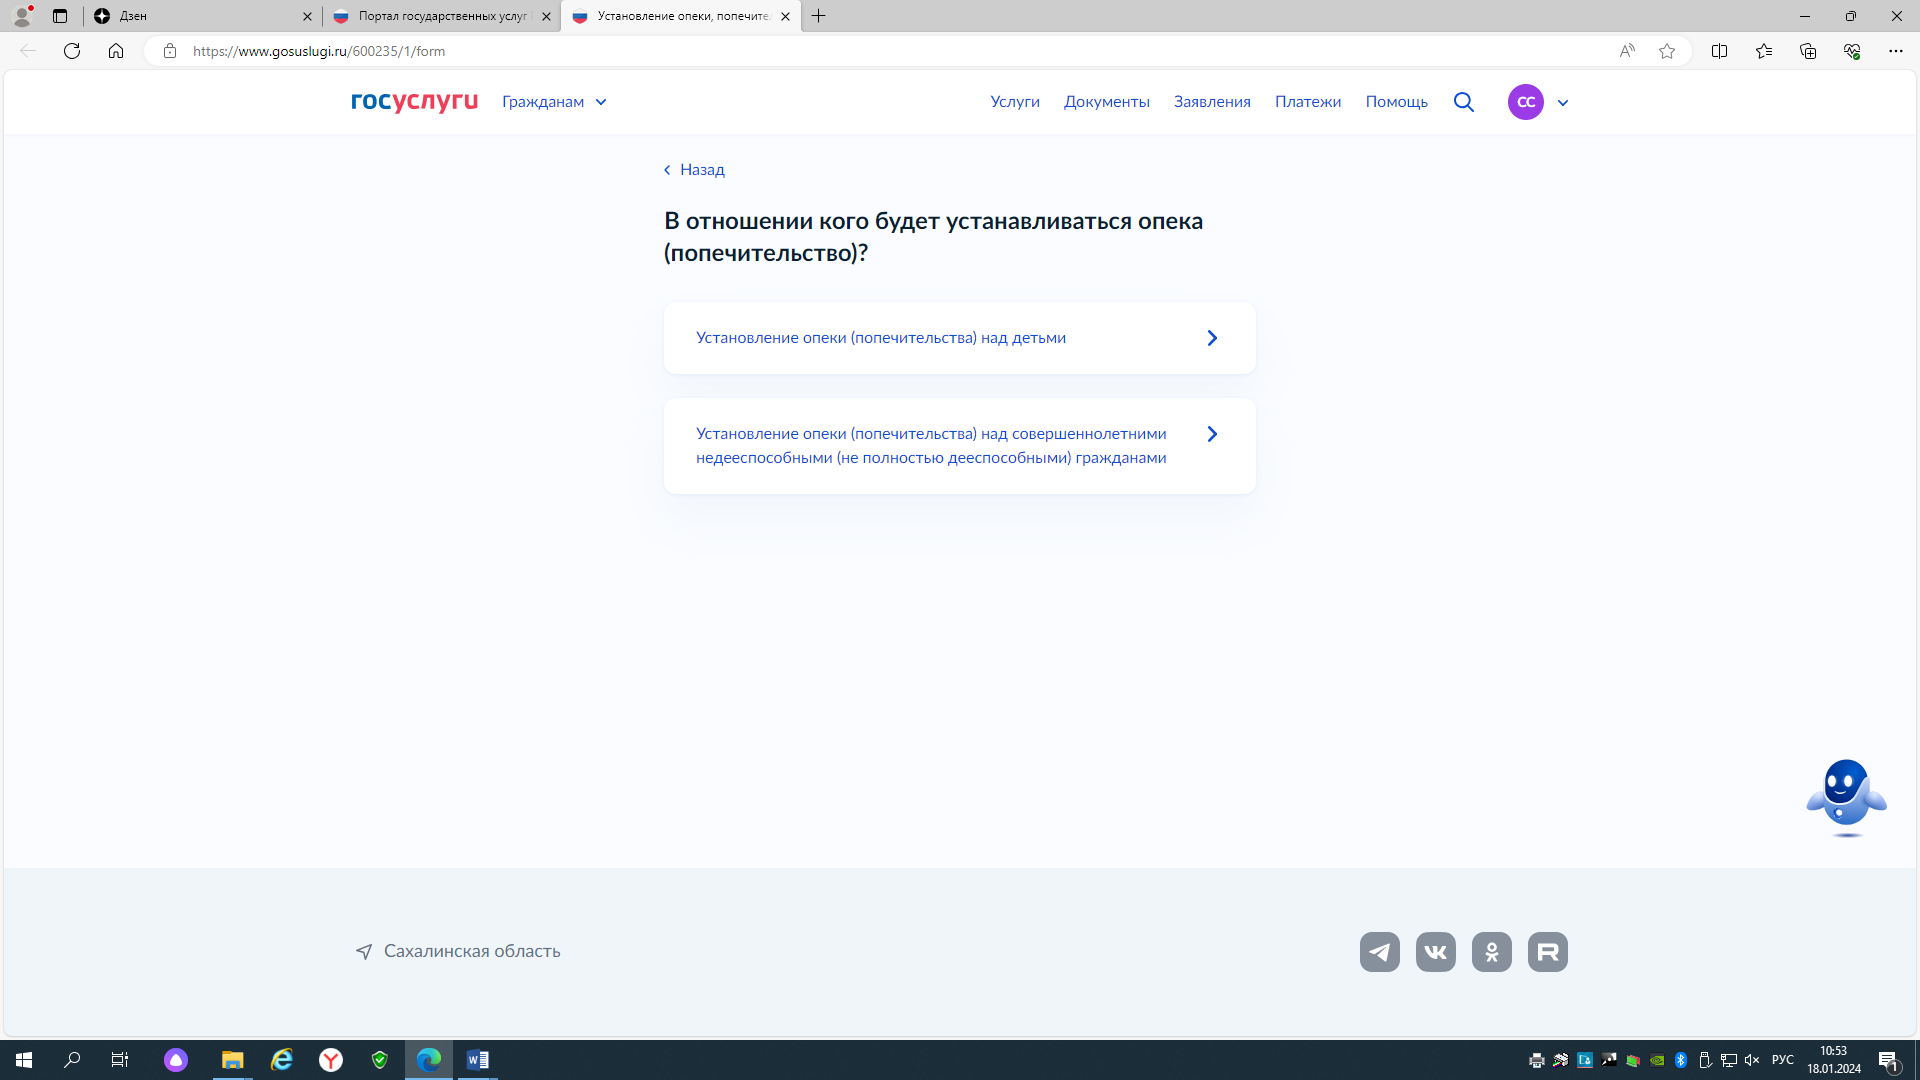 Дзен
Портал государственных услуг
Установление опеки, попечите
https://www.gosuslugi.ru/600235/1/form
госуслуги
Гражданам
Услуги Документы Заявления Платежи Помощь
СС
Назад
В отношении кого будет устанавливаться опека
(попечительство)?
Установление опеки (попечительства) над детьми
Установление опеки (попечительства) над совершеннолетними
недееспособными (не полностью дееспособными) гражданами
Сахалинская область
РУС
10:53
18.01.2024
1